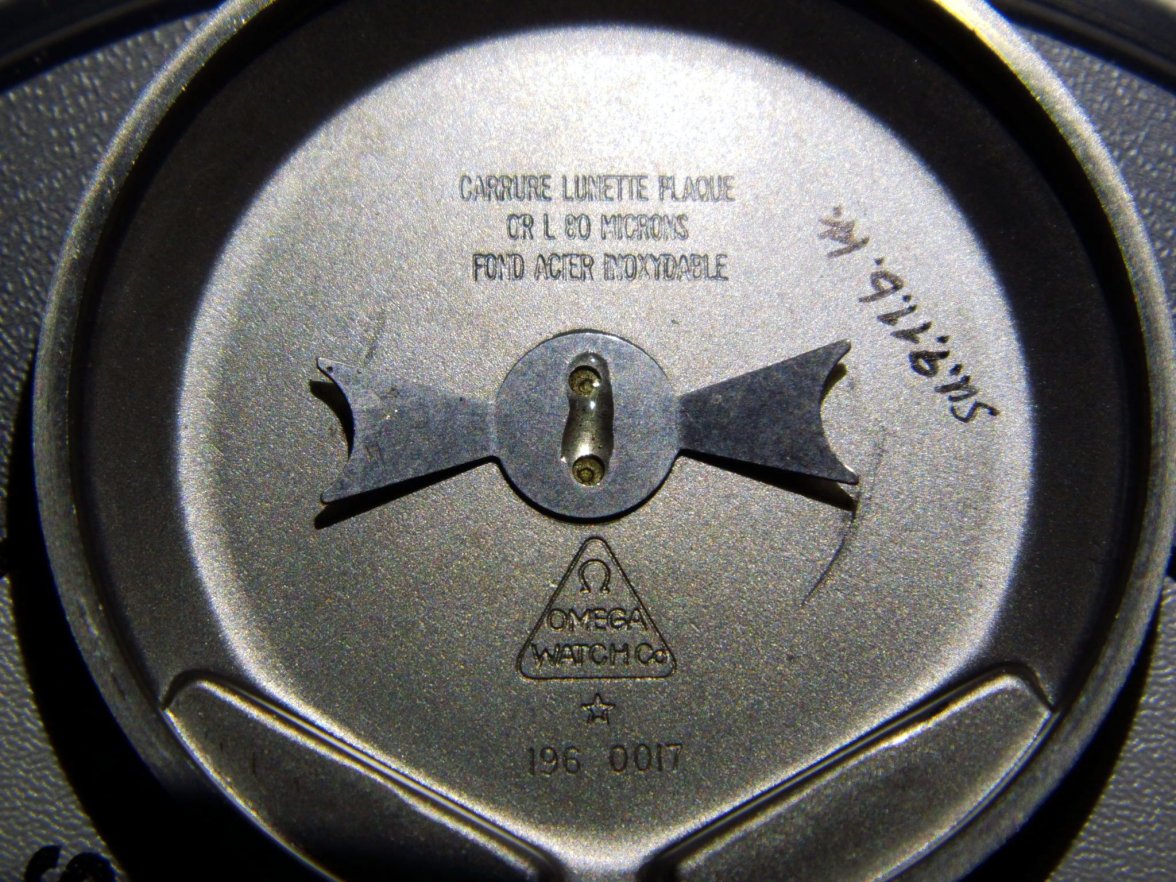 CARRURE LUNETTE PLAQUE
OR L 80 MICRONS
FOND ACIER INOXYDABLE
Ω
OMEGA
WATCH Co
196 0017